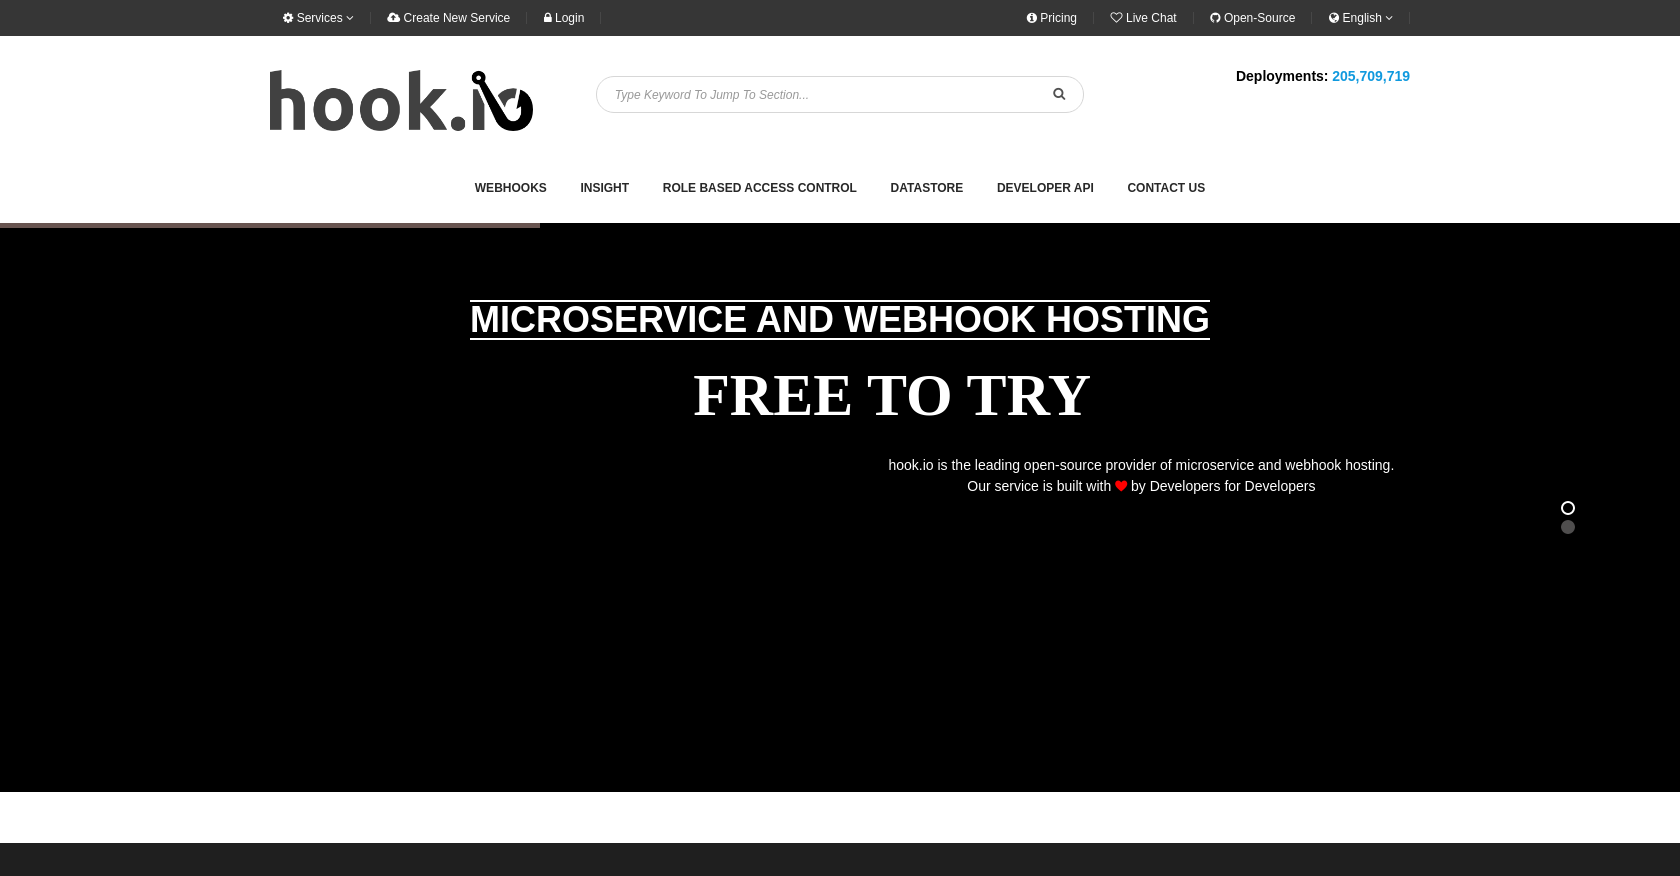 Services
Create New Service
Login
Pricing
Live Chat
Open-Source
English
hook.io
Type Keyword To Jump To Section...
Deployments: 205,709,719
WEBHOOKS
INSIGHT
ROLE BASED ACCESS CONTROL
DATASTORE
DEVELOPER API
CONTACT US
MICROSERVICE AND WEBHOOK HOSTING
FREE TO TRY
hook.io is the leading open-source provider of microservice and webhook hosting.
Our service is built with by Developers for Developers